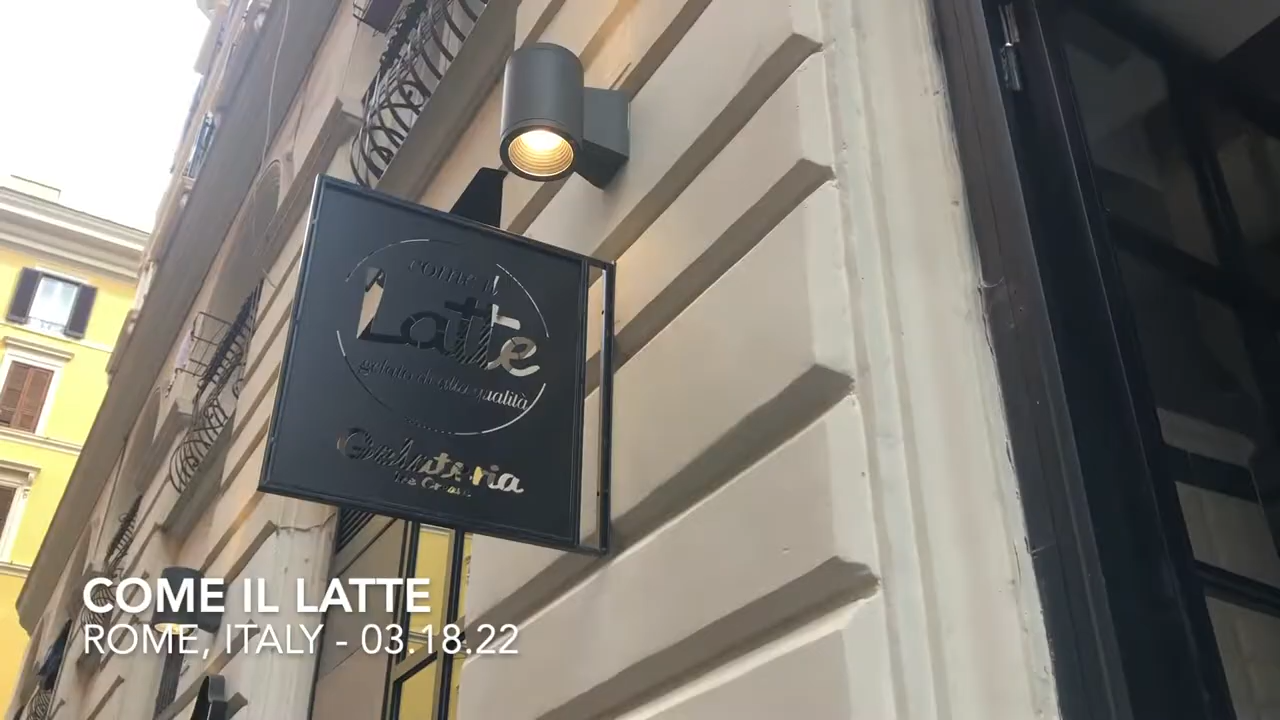 come il
Latte
gelato di alta qualità
Gelateria
COME IL LATTE
ROME, ITALY - 03.18.22